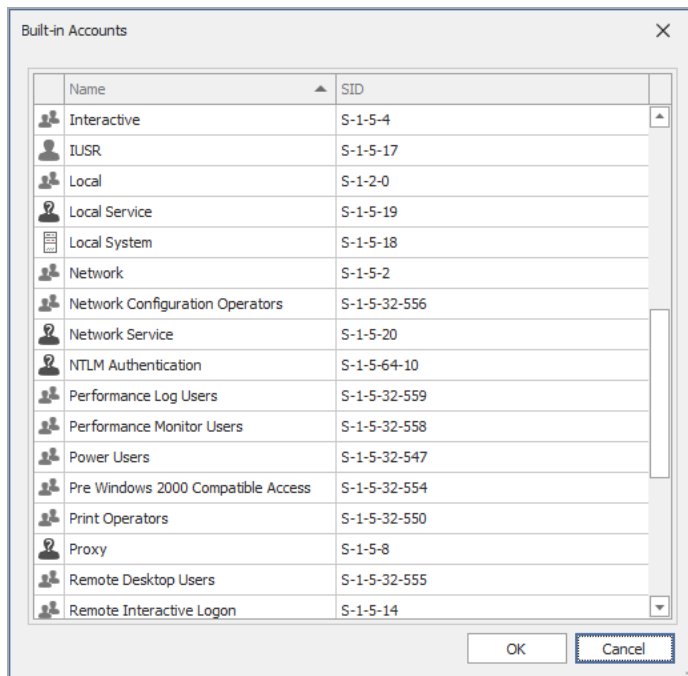 Built-in Accounts
Name SID
Interactive S-1-5-4
IUSR S-1-5-17
Local S-1-2-0
Local Service S-1-5-19
Local System S-1-5-18
Network S-1-5-2
Network Configuration Operators S-1-5-32-556
Network Service S-1-5-20
NTLM Authentication S-1-5-64-10
Performance Log Users S-1-5-32-559
Performance Monitor Users S-1-5-32-558
Power Users S-1-5-32-547
Pre Windows 2000 Compatible Access S-1-5-32-554
Print Operators S-1-5-32-550
Proxy S-1-5-8
Remote Desktop Users S-1-5-32-555
Remote Interactive Logon S-1-5-14
OK Cancel